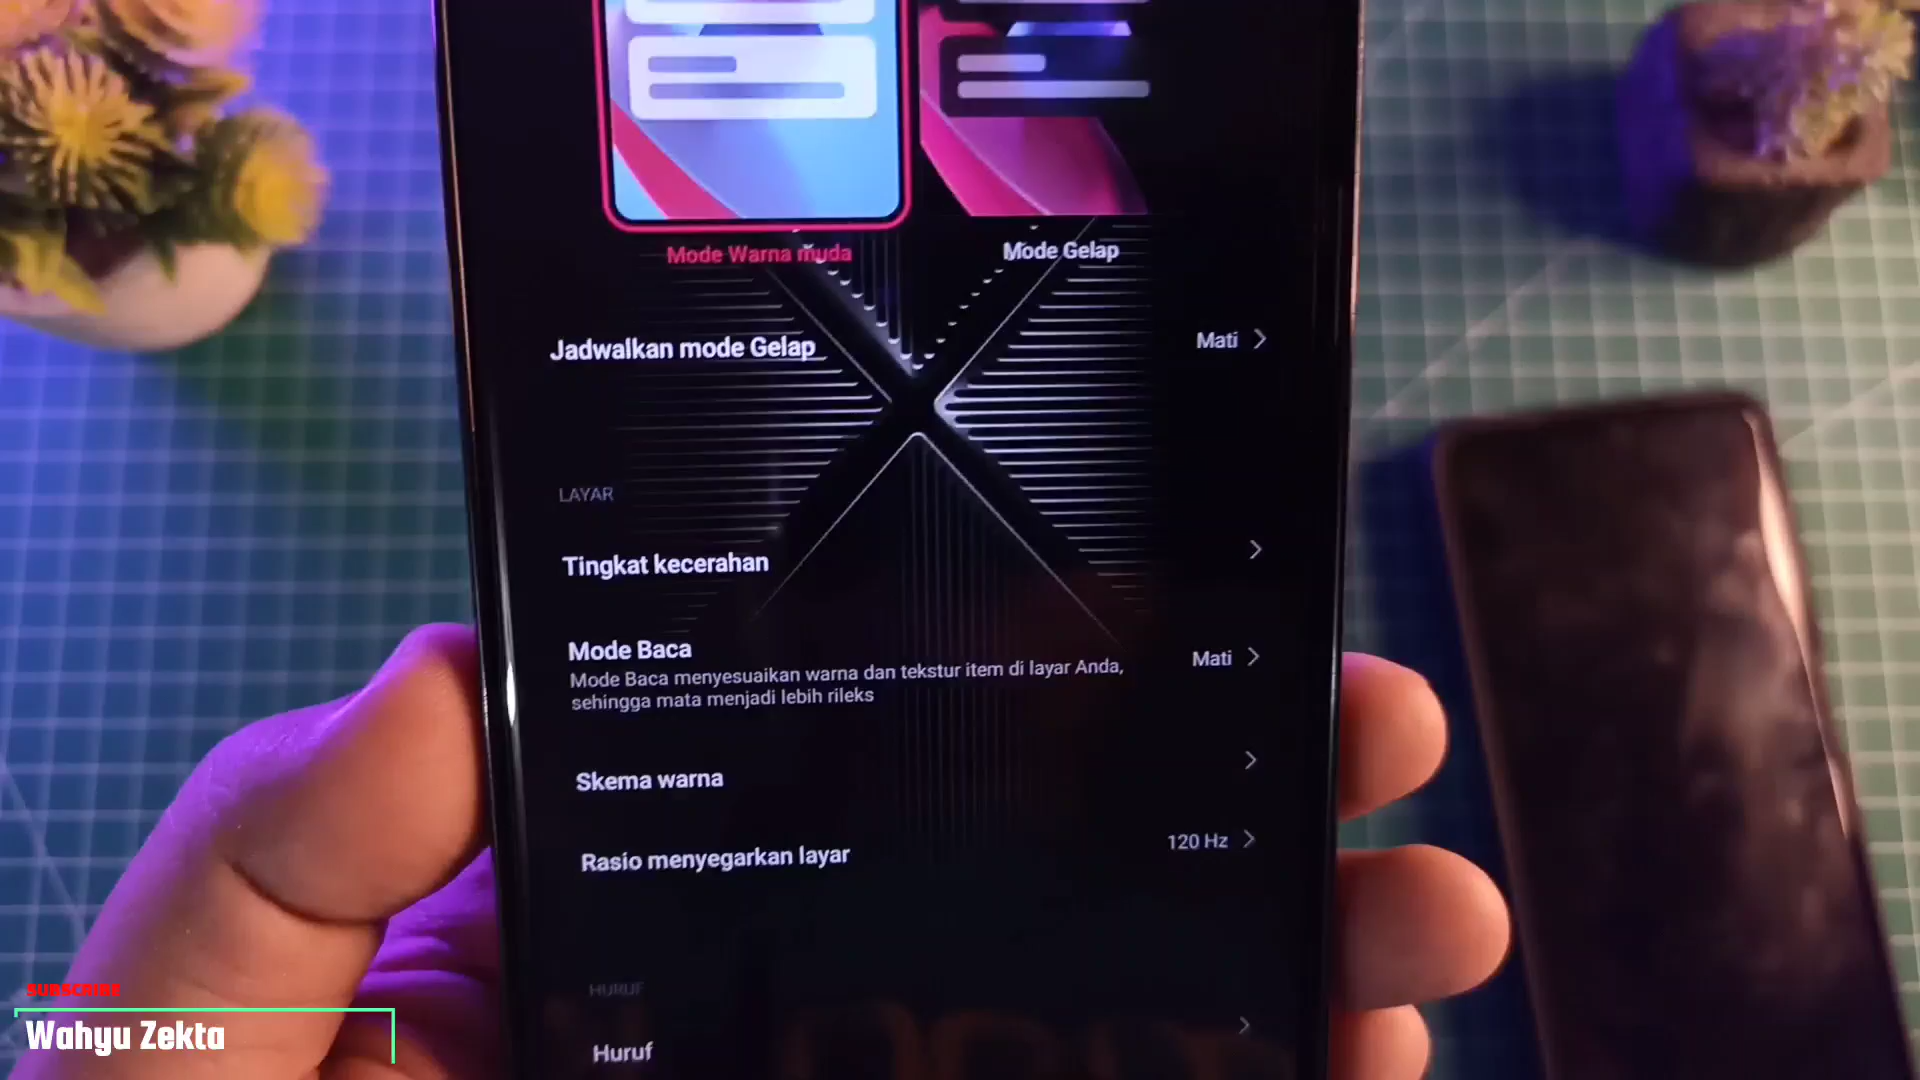 Mode Warna muda
Mode Gelap
Jadwalkan mode Gelap
Mati
LAYAR
Tingkat kecerahan
Mode Baca
Mode Baca menyesuaikan warna dan tekstur item di layar Anda,
sehingga mata menjadi lebih rileks
Mati
Skema warna
Rasio menyegarkan layar
120 Hz
HURUF
Huruf
SUBSCRIBE
Wahyu Zekta